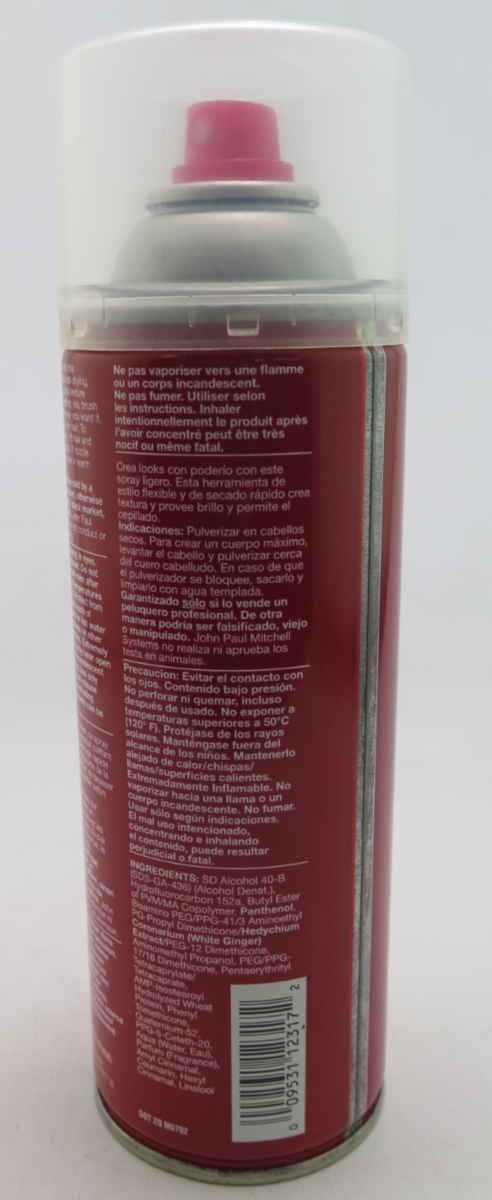 Ne pas vaporiser vers une flamme
ou un corps incandescent.
Ne pas fumer. Utiliser selon
les instructions. Inhaler
intentionnellement le produit après
l'avoir concentré peut être très
nocif ou même fatal.
Crea looks con poderío con este
spray ligero. Esta herramienta de
estilo flexible y de secado rápido crea
textura y provee brillo y permite el
cepillado.
Indicaciones: Pulverizar en cabellos
secos. Para crear un cuerpo máximo,
levantar el cabello y pulverizar cerca
del cuero cabelludo. En caso de que
el pulverizador se bloquee, sacarlo y
limpiarlo con agua templada.
Garantizado sólo si lo vende un
peluquero profesional. De otra
manera podría ser falsificado, viejo
o manipulado. John Paul Mitchell
Systems no realiza ni aprueba los
tests en animales.
Precaucion: Evitar el contacto con
los ojos. Contenido bajo presión.
No perforar ni quemar, incluso
después de usado. No exponer a
temperaturas superiores a 50°C
(120° F). Protéjase de los rayos
solares. Manténgase fuera del
alcance de los niños. Mantenerlo
alejado de calor/chispas/
llamas/superficies calientes.
Extremadamente Inflamable. No
vaporizar hacia una llama o un
cuerpo incandescente. No fumar.
Usar sólo según indicaciones.
El mal uso intencionado,
concentrando e inhalando
el contenido, puede resultar
perjudicial o fatal.
INGREDIENTS: SD Alcohol 40-B
(SDS-GA-436) (Alcohol Denat.),
Hydrofluorocarbon 152a, Butyl Ester
of PVM/MA Copolymer, Panthenol,
Bisamino PEG/PPG-41/3 Aminoethyl
PG-Propyl Dimethicone/Hedychium
Coronarium (White Ginger)
Extract/PEG-12 Dimethicone,
Aminomethyl Propanol, PEG/PPG-
17/18 Dimethicone, Pentaerythrityl
Tetracaprylate/
Tetracaprate,
AMP-Isostearoyl
Hydrolyzed Wheat
Protein, Phenyl
Trimethicone,
Quaternium-52,
PPG-5-Ceteth-20,
Aqua (Water, Eau),
Parfum (Fragrance),
Amyl Cinnamal,
Coumarin, Hexyl
Cinnamal, Linalool
0 09531 12317 2
DOT 2Q M5702